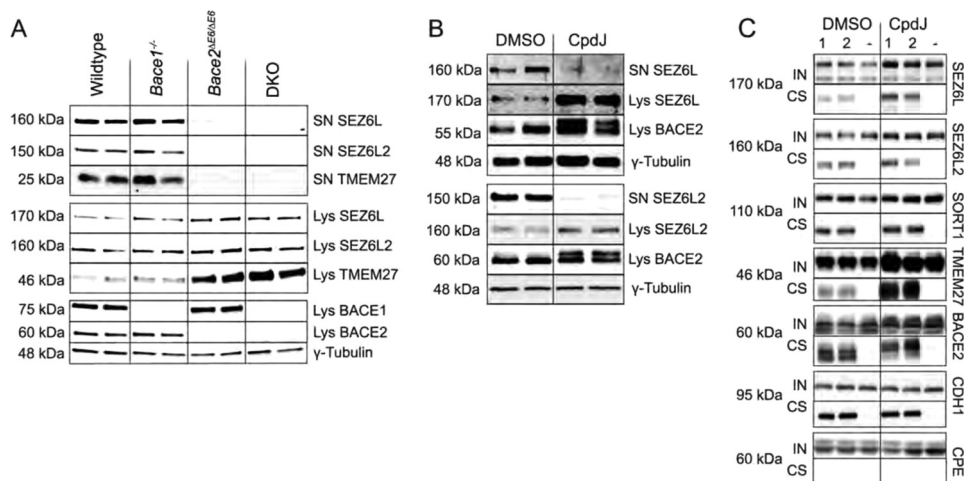 A
Wildtype
Bace1-/-
Bace2ΔE6/ΔE6
DKO
160 kDa SN SEZ6L
150 kDa SN SEZ6L2
25 kDa SN TMEM27
170 kDa Lys SEZ6L
160 kDa Lys SEZ6L2
46 kDa Lys TMEM27
75 kDa Lys BACE1
60 kDa Lys BACE2
48 kDa γ-Tubulin
B
DMSO CpdJ
160 kDa SN SEZ6L
170 kDa Lys SEZ6L
55 kDa Lys BACE2
48 kDa γ-Tubulin
150 kDa SN SEZ6L2
160 kDa Lys SEZ6L2
60 kDa Lys BACE2
48 kDa γ-Tubulin
C
DMSO CpdJ
1 2 - 1 2 -
IN
170 kDa
CS
SEZ6L
IN
160 kDa
CS
SEZ6L2
IN
110 kDa
CS
SORT1
IN
46 kDa
CS
TMEM27
IN
60 kDa
CS
BACE2
IN
95 kDa
CS
CDH1
IN
60 kDa
CS
CPE